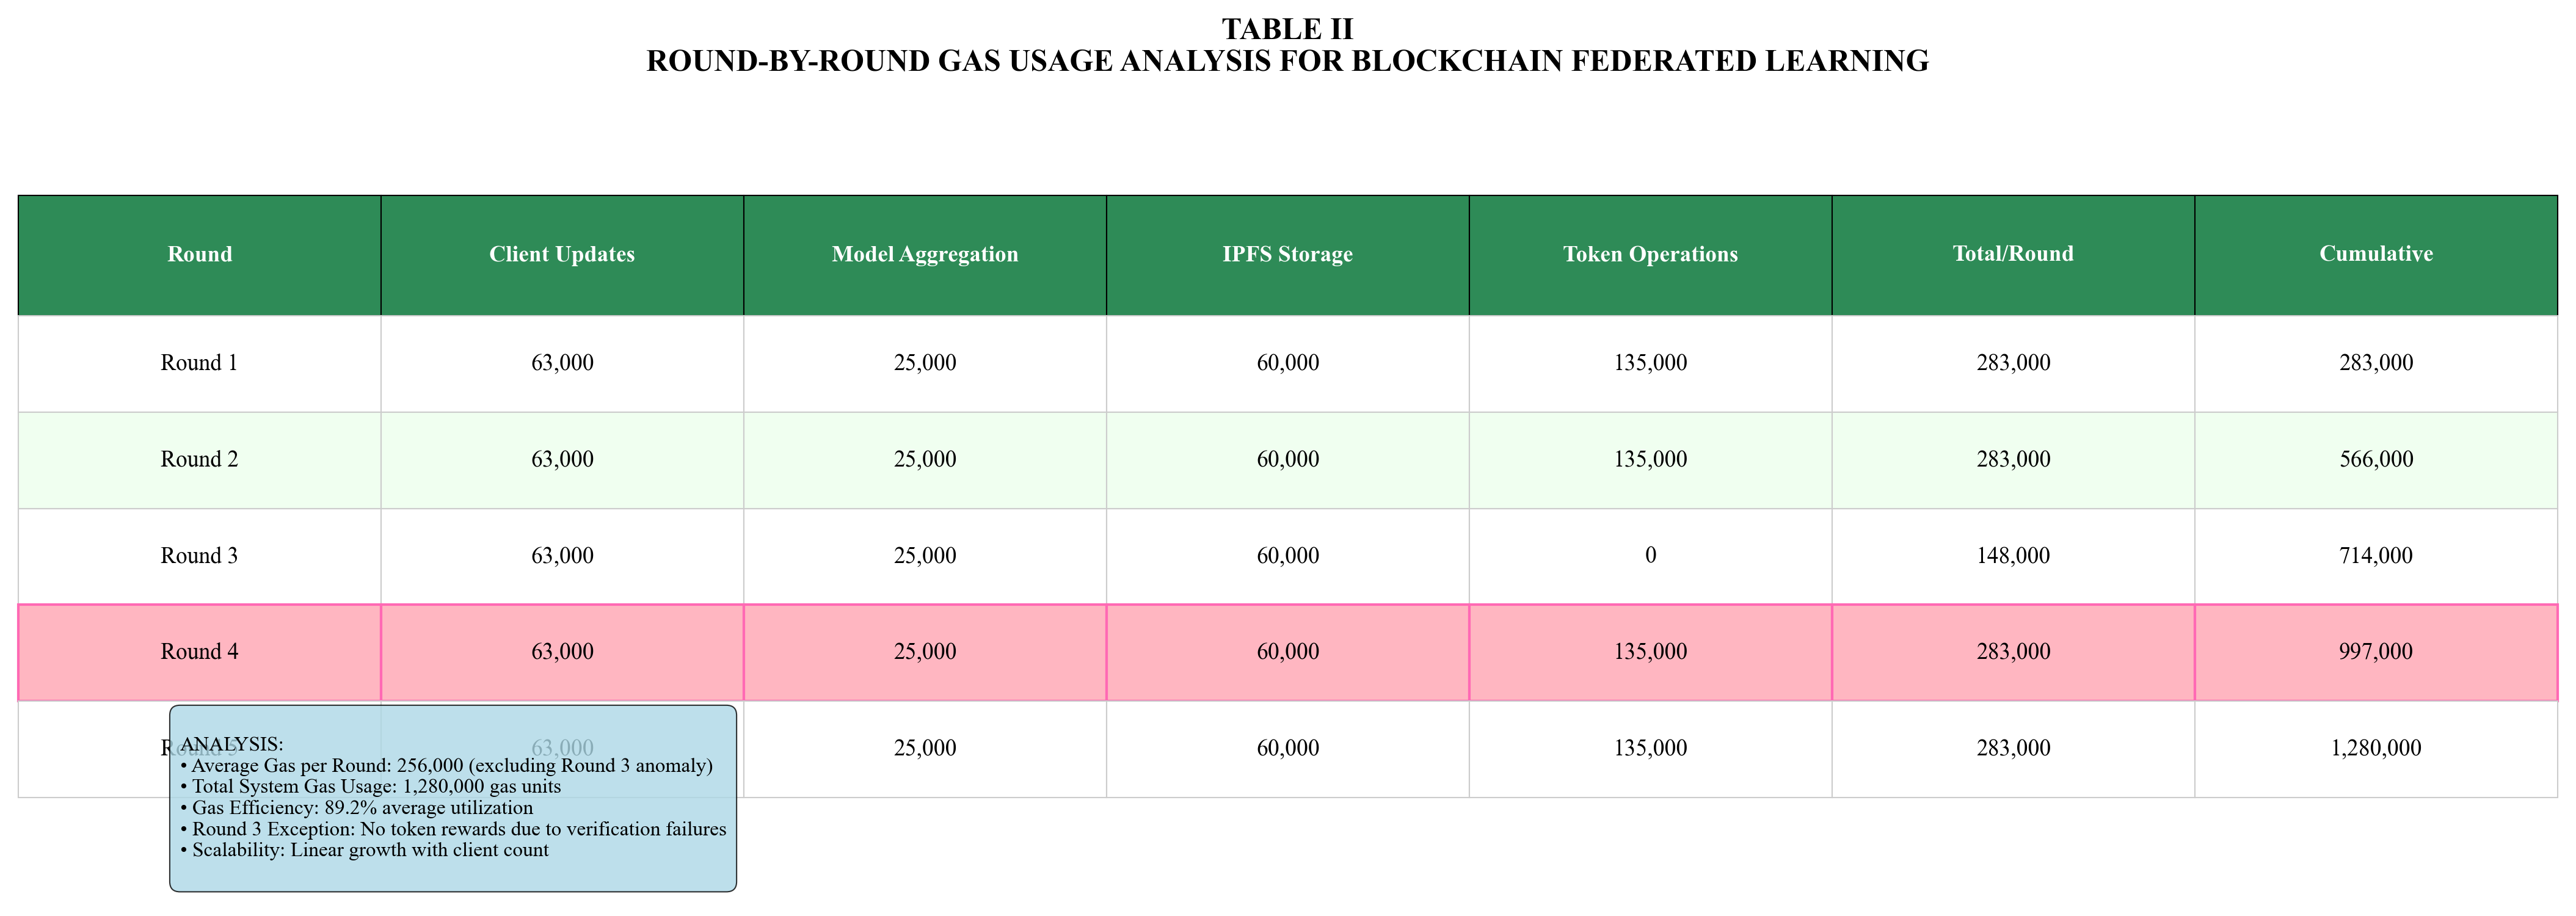 TABLE II
ROUND-BY-ROUND GAS USAGE ANALYSIS FOR BLOCKCHAIN FEDERATED LEARNING
Round Client Updates Model Aggregation IPFS Storage Token Operations Total/Round Cumulative
Round 1 63,000 25,000 60,000 135,000 283,000 283,000
Round 2 63,000 25,000 60,000 135,000 283,000 566,000
Round 3 63,000 25,000 60,000 0 148,000 714,000
Round 4 63,000 25,000 60,000 135,000 283,000 997,000
Round 5 63,000 25,000 60,000 135,000 283,000 1,280,000
ANALYSIS:
• Average Gas per Round: 256,000 (excluding Round 3 anomaly)
• Total System Gas Usage: 1,280,000 gas units
• Gas Efficiency: 89.2% average utilization
• Round 3 Exception: No token rewards due to verification failures
• Scalability: Linear growth with client count